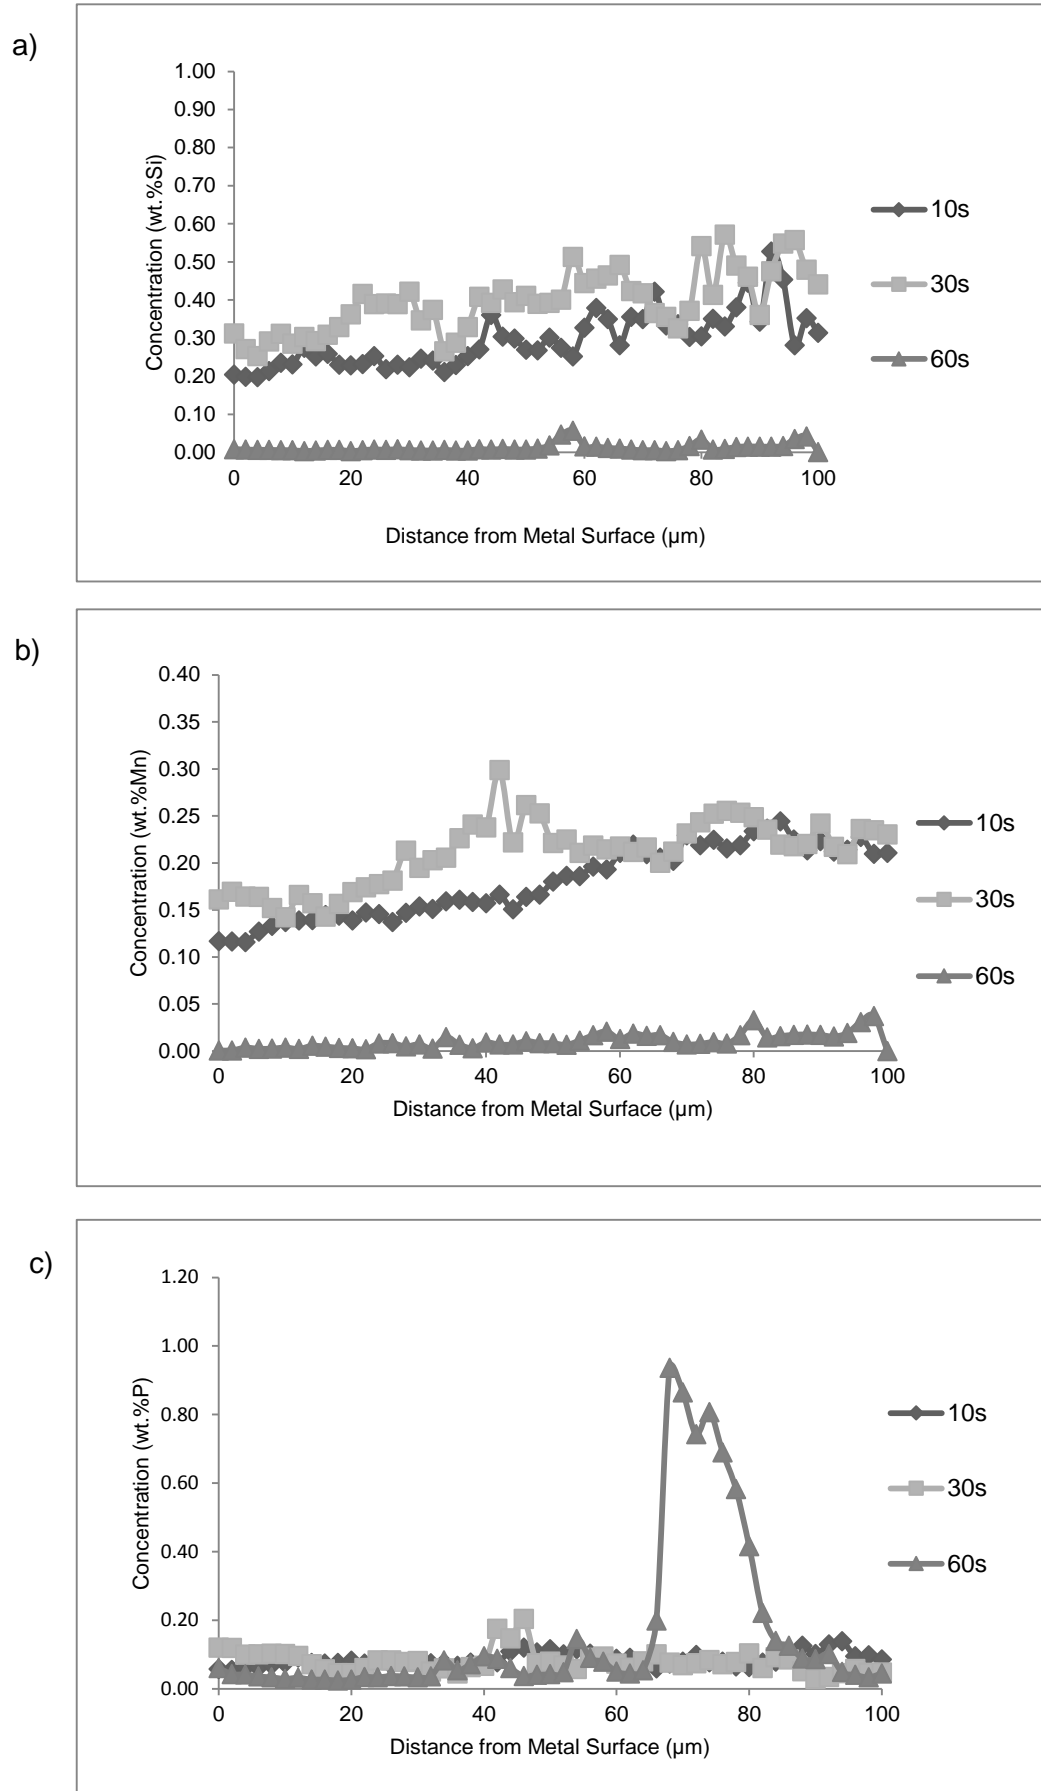 a)
1.00
0.90
0.80
0.70
0.60
0.50
0.40
0.30
0.20
0.10
0.00
Concentration (wt.%Si)
0 20 40 60 80 100
Distance from Metal Surface (µm)
10s
30s
60s
b)
0.40
0.35
0.30
0.25
0.20
0.15
0.10
0.05
0.00
Concentration (wt.%Mn)
0 20 40 60 80 100
Distance from Metal Surface (µm)
10s
30s
60s
c)
1.20
1.00
0.80
0.60
0.40
0.20
0.00
Concentration (wt.%P)
0 20 40 60 80 100
Distance from Metal Surface (µm)
10s
30s
60s